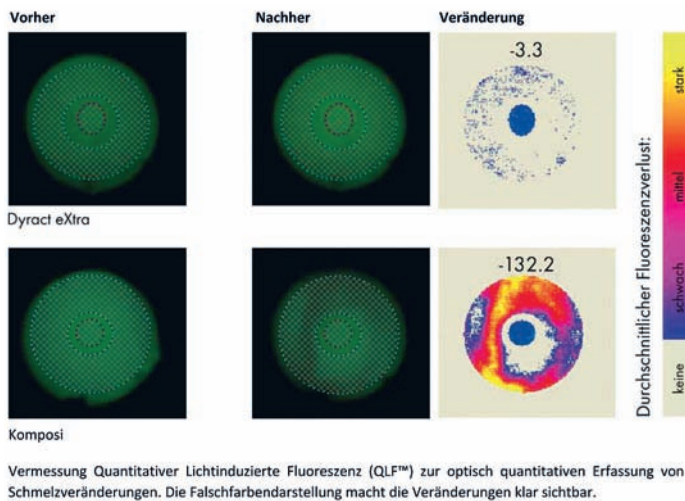 Vorher Nachher Veränderung
-3.3
Dyract eXtra
-132.2
Komposi
Durchschnittlicher Fluoreszenzverlust:
stark
mittel
schwach
keine
Vermessung Quantitativer Lichtinduzierte Fluoreszenz (QLF™) zur optisch quantitativen Erfassung von
Schmelzveränderungen. Die Falschfarbendarstellung macht die Veränderungen klar sichtbar.